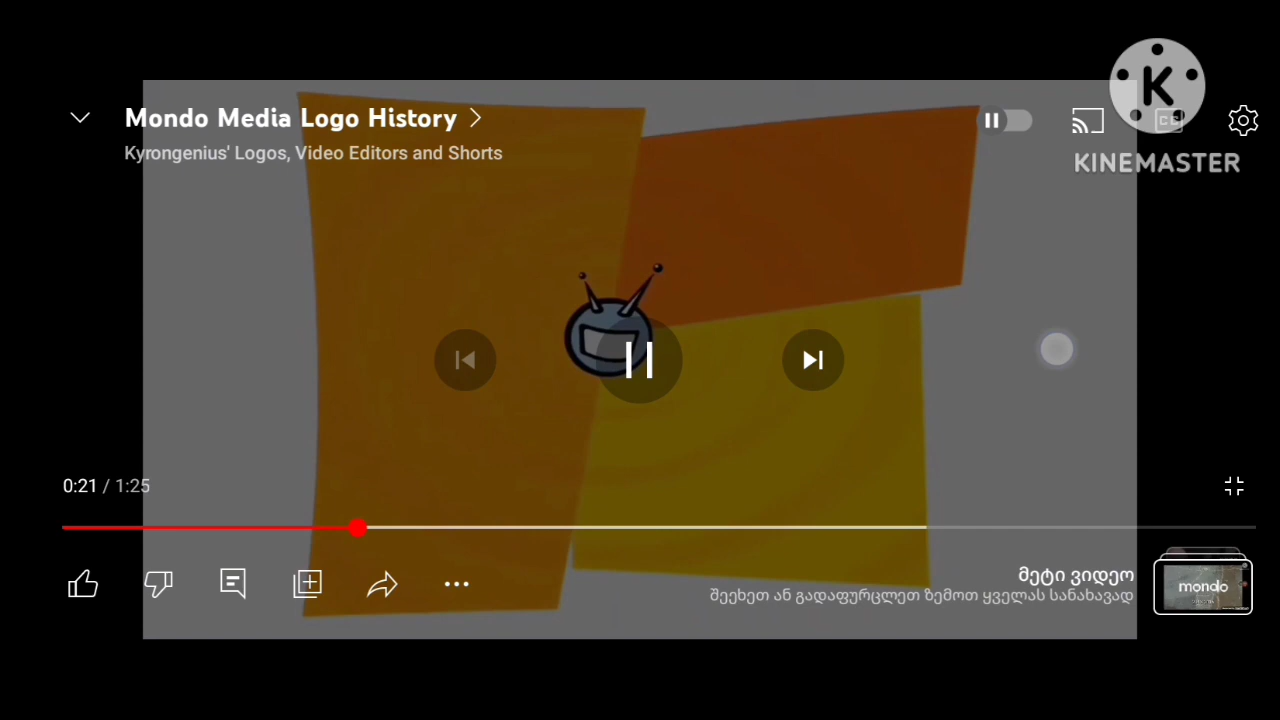 Mondo Media Logo History
Kyrongenius' Logos, Video Editors and Shorts
CC
K
KINEMASTER
0:21 / 1:25
მეტი ვიდეო
შეეხეთ ან გადაფურცლეთ ზემოთ ყველას სანახავად
mondo